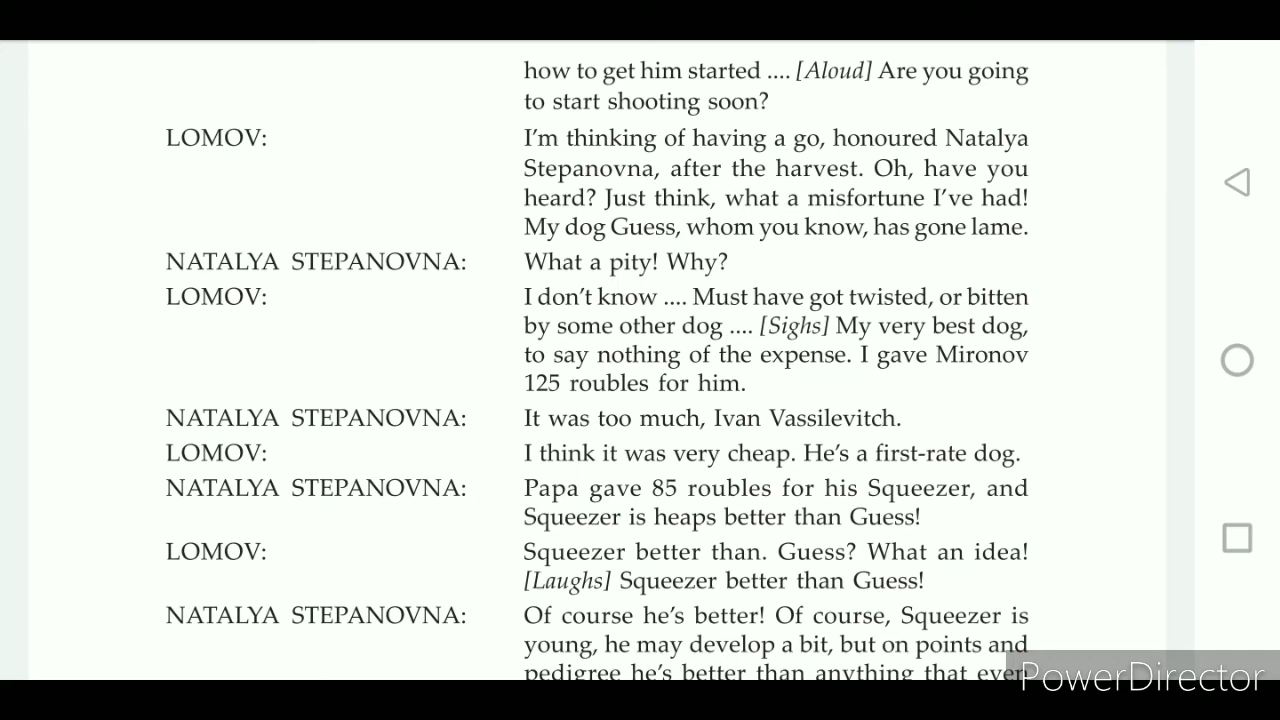 how to get him started .... [Aloud] Are you going
to start shooting soon?
LOMOV: I'm thinking of having a go, honoured Natalya
Stepanovna, after the harvest. Oh, have you
heard? Just think, what a misfortune I've had!
My dog Guess, whom you know, has gone lame.
NATALYA STEPANOVNA: What a pity! Why?
LOMOV: I don't know .... Must have got twisted, or bitten
by some other dog .... [Sighs] My very best dog,
to say nothing of the expense. I gave Mironov
125 roubles for him.
NATALYA STEPANOVNA: It was too much, Ivan Vassilevitch.
LOMOV: I think it was very cheap. He's a first-rate dog.
NATALYA STEPANOVNA: Papa gave 85 roubles for his Squeezer, and
Squeezer is heaps better than Guess!
LOMOV: Squeezer better than. Guess? What an idea!
[Laughs] Squeezer better than Guess!
NATALYA STEPANOVNA: Of course he's better! Of course, Squeezer is
young, he may develop a bit, but on points and
pedigree he's better than anything that even
PowerDirector